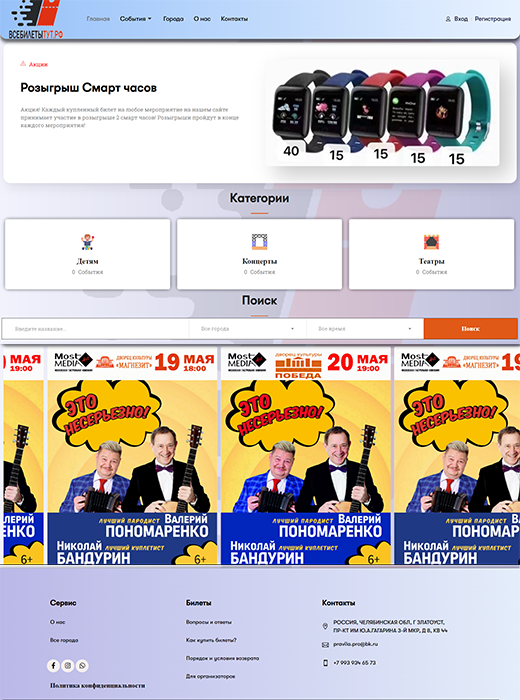 ВСЕБИЛЕТЫТУТ.РФ
Главная События Города О нас Контакты Вход Регистрация
Акции
Розыгрыш Смарт часов
Акция! Каждый купленный билет на любое мероприятие на нашем сайте
принимает участие в розыгрыше 2 смарт часов! Розыгрыши пройдут в конце
каждого мероприятия!
40 15 15 15 15
Категории
Детям
0 События
Концерты
0 События
Театры
0 События
Поиск
Введите название... Все города Все время Поиск
МАЯ
19:00
Most
MEDIA
ДВОРЕЦ КУЛЬТУРЫ
«МАГНЕЗИТ»
19 МАЯ
18:00
Most
MEDIA
ДВОРЕЦ КУЛЬТУРЫ
ПОБЕДА
20 МАЯ
19:00
Most
MEDIA
ДВОРЕЦ КУЛЬТУРЫ
«МАГНЕЗИТ»
ЭТО
НЕСЕРЬЕЗНО!
ЭТО
НЕСЕРЬЕЗНО!
ЭТО
НЕСЕРЬЕЗНО!
ВАЛЕРИЙ
АРЕНКО
6+
ЛУЧШИЙ ПАРОДИСТ ВАЛЕРИЙ
ПОНОМАРЕНКО
НИКОЛАЙ ЛУЧШИЙ КУПЛЕТИСТ
БАНДУРИН
6+
ЛУЧШИЙ ПАРОДИСТ ВАЛЕРИЙ
ПОНОМАРЕНКО
НИКОЛАЙ ЛУЧШИЙ КУПЛЕТИСТ
БАНДУРИН
6+
ЛУЧШИЙ ПАРОДИСТ
ПОНОМАР
НИКОЛАЙ ЛУЧШИЙ КУПЛЕТИСТ
БАНДУРИН
Сервис
О нас
Все города
Политика конфиденциальности
Билеты
Вопросы и ответы
Как купить билеты?
Порядок и условия возврата
Для организаторов
Контакты
РОССИЯ, ЧЕЛЯБИНСКАЯ ОБЛ, Г ЗЛАТОУСТ,
ПР-КТ ИМ Ю.А.ГАГАРИНА 3-Й МКР, Д 8, КВ 44
pravila.pro@bk.ru
+7 993 934 65 73